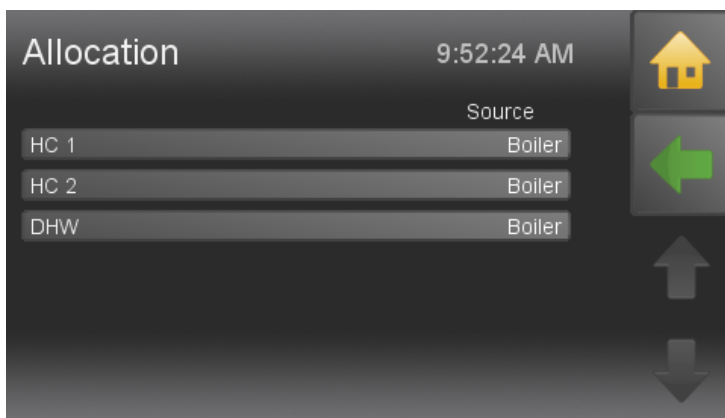 Allocation 9:52:24 AM
Source
HC 1 Boiler
HC 2 Boiler
DHW Boiler